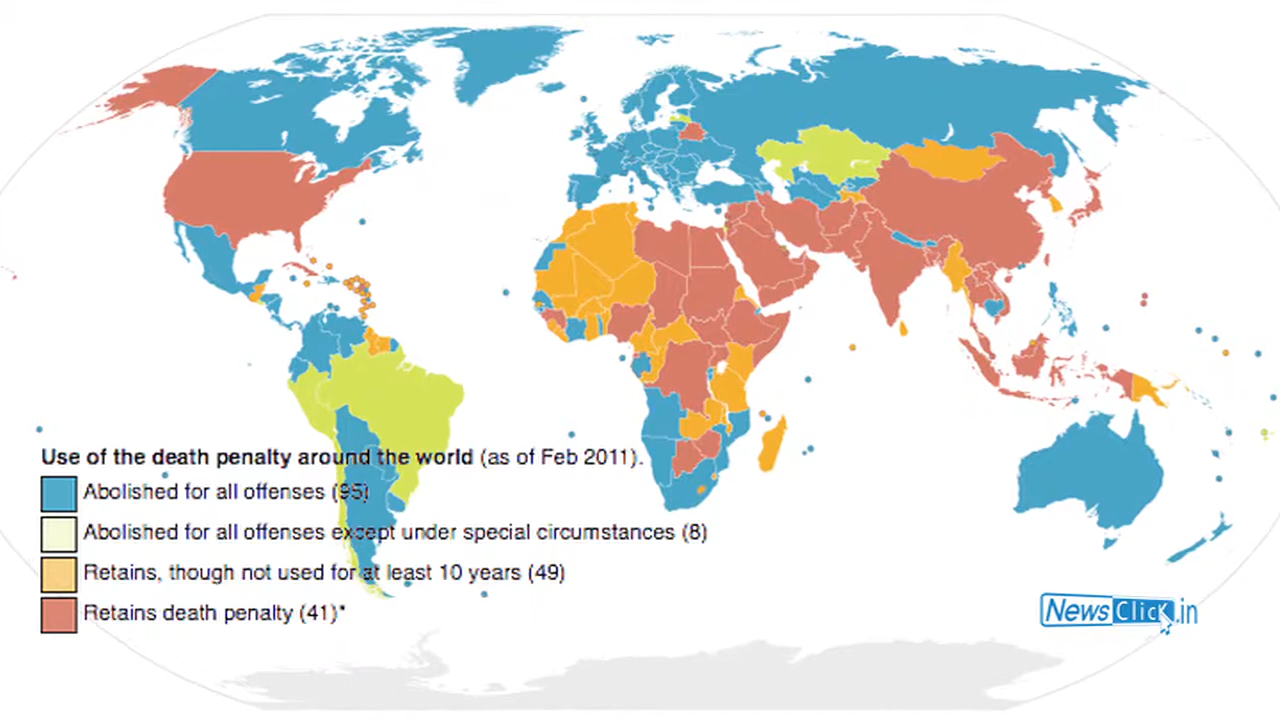 Use of the death penalty around the world (as of Feb 2011).
Abolished for all offenses (95)
Abolished for all offenses except under special circumstances (8)
Retains, though not used for at least 10 years (49)
Retains death penalty (41)*
NewsClick.in